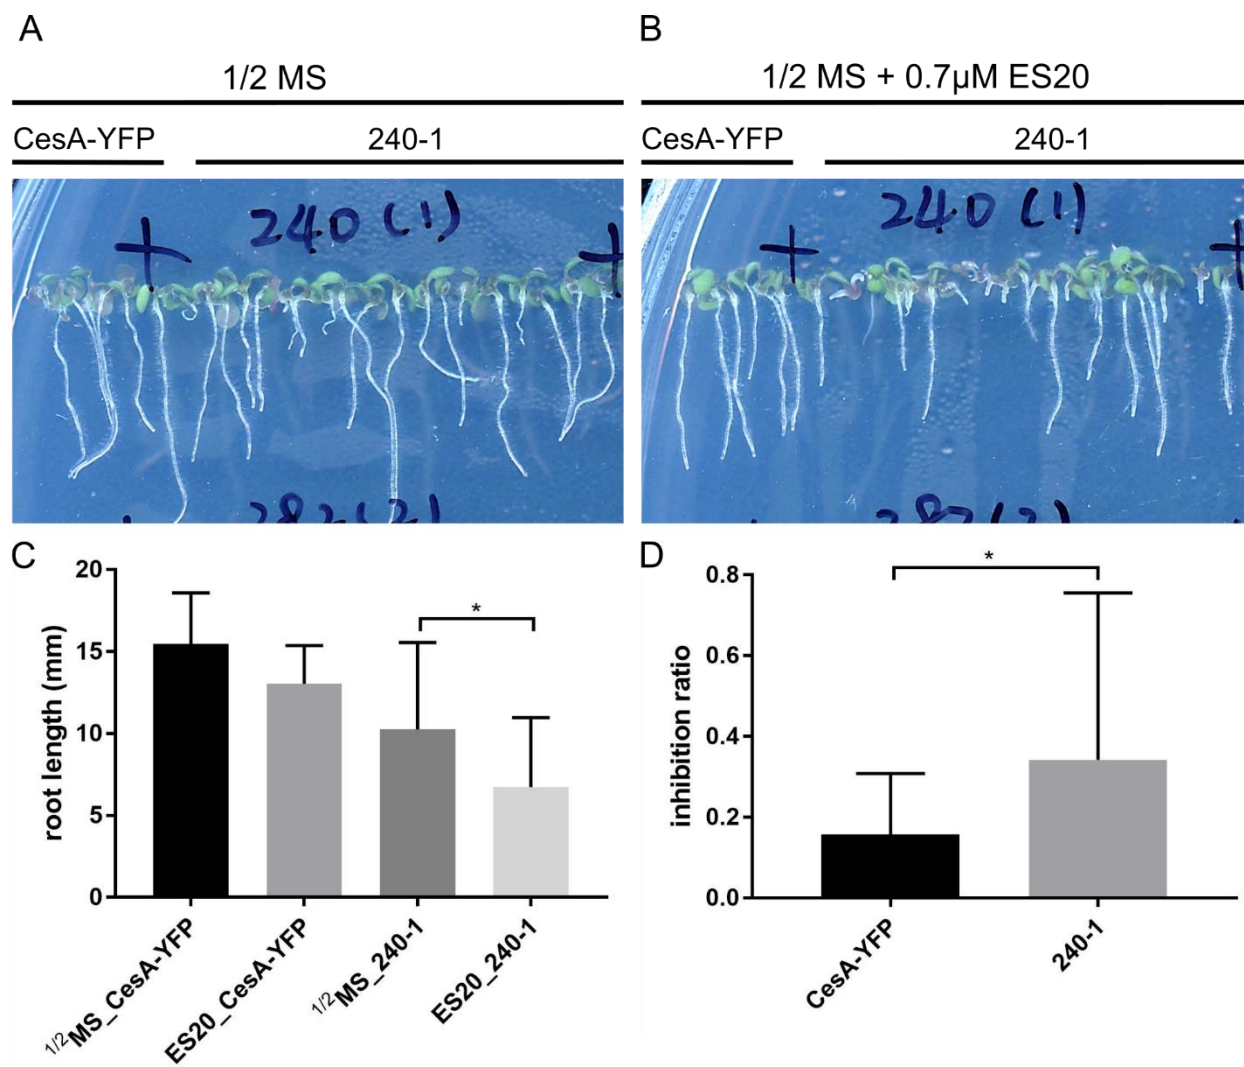 A
1/2 MS
CesA-YFP 240-1
240 (1)
+ +
282(2)
B
1/2 MS + 0.7µM ES20
CesA-YFP 240-1
240 (1)
+ +
C
20
15
10
5
0
root length (mm)
*
1/2MS_CesA-YFP
ES20_CesA-YFP
1/2MS_240-1
ES20_240-1
D
0.8
0.6
0.4
0.2
0.0
inhibition ratio
*
CesA-YFP
240-1